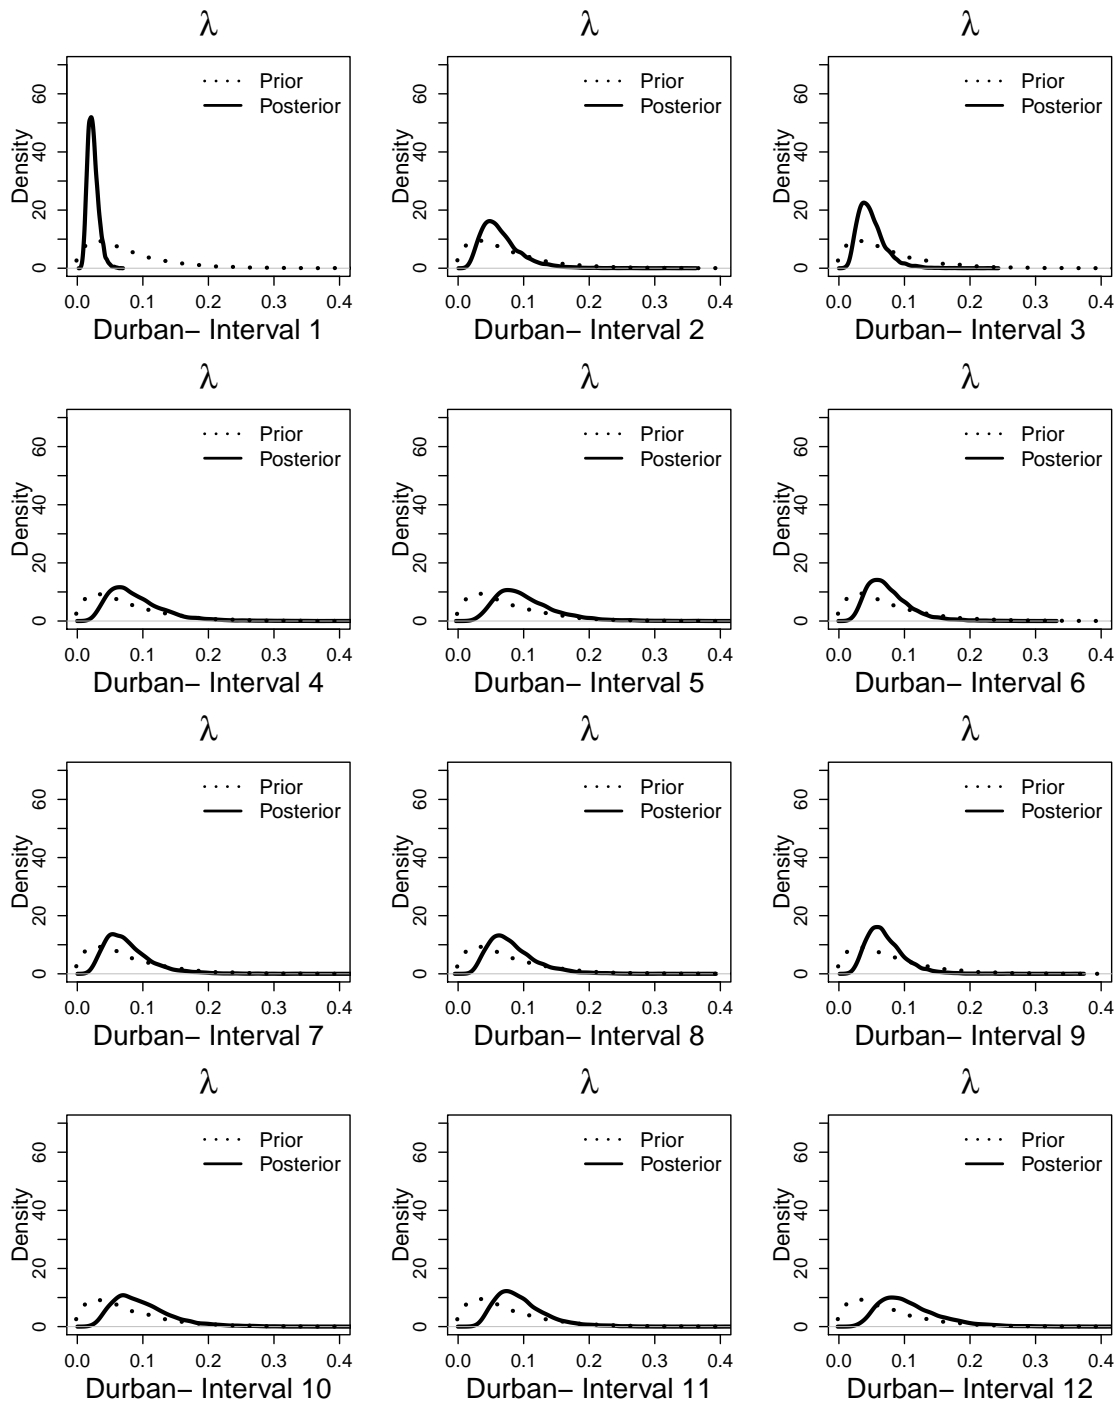 λ
Prior
Posterior
Density
0 20 40 60
0.0 0.1 0.2 0.3 0.4
Durban− Interval 1
λ
Prior
Posterior
Density
0 20 40 60
0.0 0.1 0.2 0.3 0.4
Durban− Interval 2
λ
Prior
Posterior
Density
0 20 40 60
0.0 0.1 0.2 0.3 0.4
Durban− Interval 3
λ
Prior
Posterior
Density
0 20 40 60
0.0 0.1 0.2 0.3 0.4
Durban− Interval 4
λ
Prior
Posterior
Density
0 20 40 60
0.0 0.1 0.2 0.3 0.4
Durban− Interval 5
λ
Prior
Posterior
Density
0 20 40 60
0.0 0.1 0.2 0.3 0.4
Durban− Interval 6
λ
Prior
Posterior
Density
0 20 40 60
0.0 0.1 0.2 0.3 0.4
Durban− Interval 7
λ
Prior
Posterior
Density
0 20 40 60
0.0 0.1 0.2 0.3 0.4
Durban− Interval 8
λ
Prior
Posterior
Density
0 20 40 60
0.0 0.1 0.2 0.3 0.4
Durban− Interval 9
λ
Prior
Posterior
Density
0 20 40 60
0.0 0.1 0.2 0.3 0.4
Durban− Interval 10
λ
Prior
Posterior
Density
0 20 40 60
0.0 0.1 0.2 0.3 0.4
Durban− Interval 11
λ
Prior
Posterior
Density
0 20 40 60
0.0 0.1 0.2 0.3 0.4
Durban− Interval 12